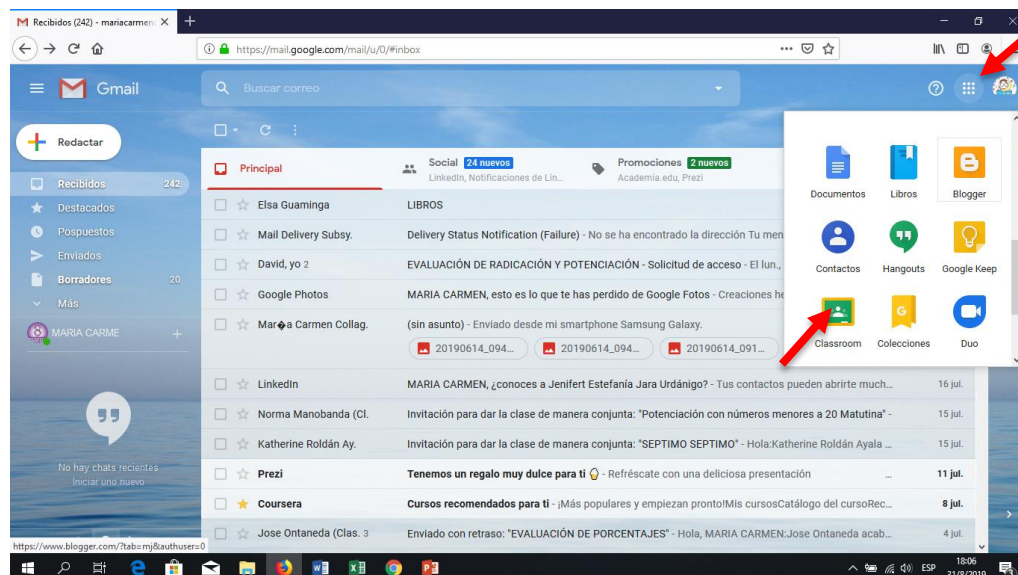 Recibidos (242) - mariacarmen
https://mail.google.com/mail/u/0/#inbox
Gmail
Buscar correo
Redactar
Recibidos 242
Destacados
Pospuestos
Enviados
Borradores 20
Más
MARIA CARME
No hay chats recientes
Iniciar uno nuevo
Principal
Social 24 nuevos
LinkedIn, Notificaciones de Lin...
Promociones 2 nuevos
Academia.edu, Prezi
Elsa Guaminga LIBROS
Mail Delivery Subsy. Delivery Status Notification (Failure) - No se ha encontrado la dirección Tu men
David, yo 2 EVALUACIÓN DE RADICACIÓN Y POTENCIACIÓN - Solicitud de acceso - El lun.,
Google Photos MARIA CARMEN, esto es lo que te has perdido de Google Fotos - Creaciones he
Mar�a Carmen Collag. (sin asunto) - Enviado desde mi smartphone Samsung Galaxy.
20190614_094... 20190614_094... 20190614_091...
LinkedIn MARIA CARMEN, ¿conoces a Jenifert Estefanía Jara Urdánigo? - Tus contactos pueden abrirte much... 16 jul.
Norma Manobanda (Cl. Invitación para dar la clase de manera conjunta: "Potenciación con números menores a 20 Matutina" - 15 jul.
Katherine Roldán Ay. Invitación para dar la clase de manera conjunta: "SEPTIMO SEPTIMO" - Hola:Katherine Roldán Ayala ... 15 jul.
Prezi Tenemos un regalo muy dulce para ti - Refréscate con una deliciosa presentación ... 11 jul.
Coursera Cursos recomendados para ti - ¡Más populares y empiezan pronto!Mis cursosCatálogo del cursoRec... 8 jul.
Jose Ontaneda (Clas. 3 Enviado con retraso: "EVALUACIÓN DE PORCENTAJES" - Hola, MARIA CARMEN:Jose Ontaneda acab... 4 jul.
Documentos Libros Blogger
Contactos Hangouts Google Keep
Classroom Colecciones Duo
https://www.blogger.com/?tab=mj&authuser=0
ESP
18:06
21/8/2019